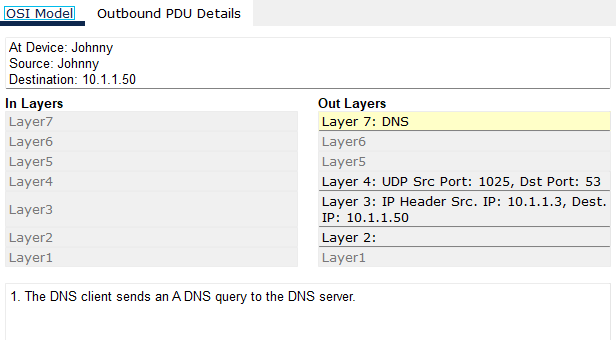 OSI Model Outbound PDU Details
At Device: Johnny
Source: Johnny
Destination: 10.1.1.50
In Layers
Layer7
Layer6
Layer5
Layer4
Layer3
Layer2
Layer1
Out Layers
Layer 7: DNS
Layer6
Layer5
Layer 4: UDP Src Port: 1025, Dst Port: 53
Layer 3: IP Header Src. IP: 10.1.1.3, Dest.
IP: 10.1.1.50
Layer 2:
Layer1
1. The DNS client sends an A DNS query to the DNS server.